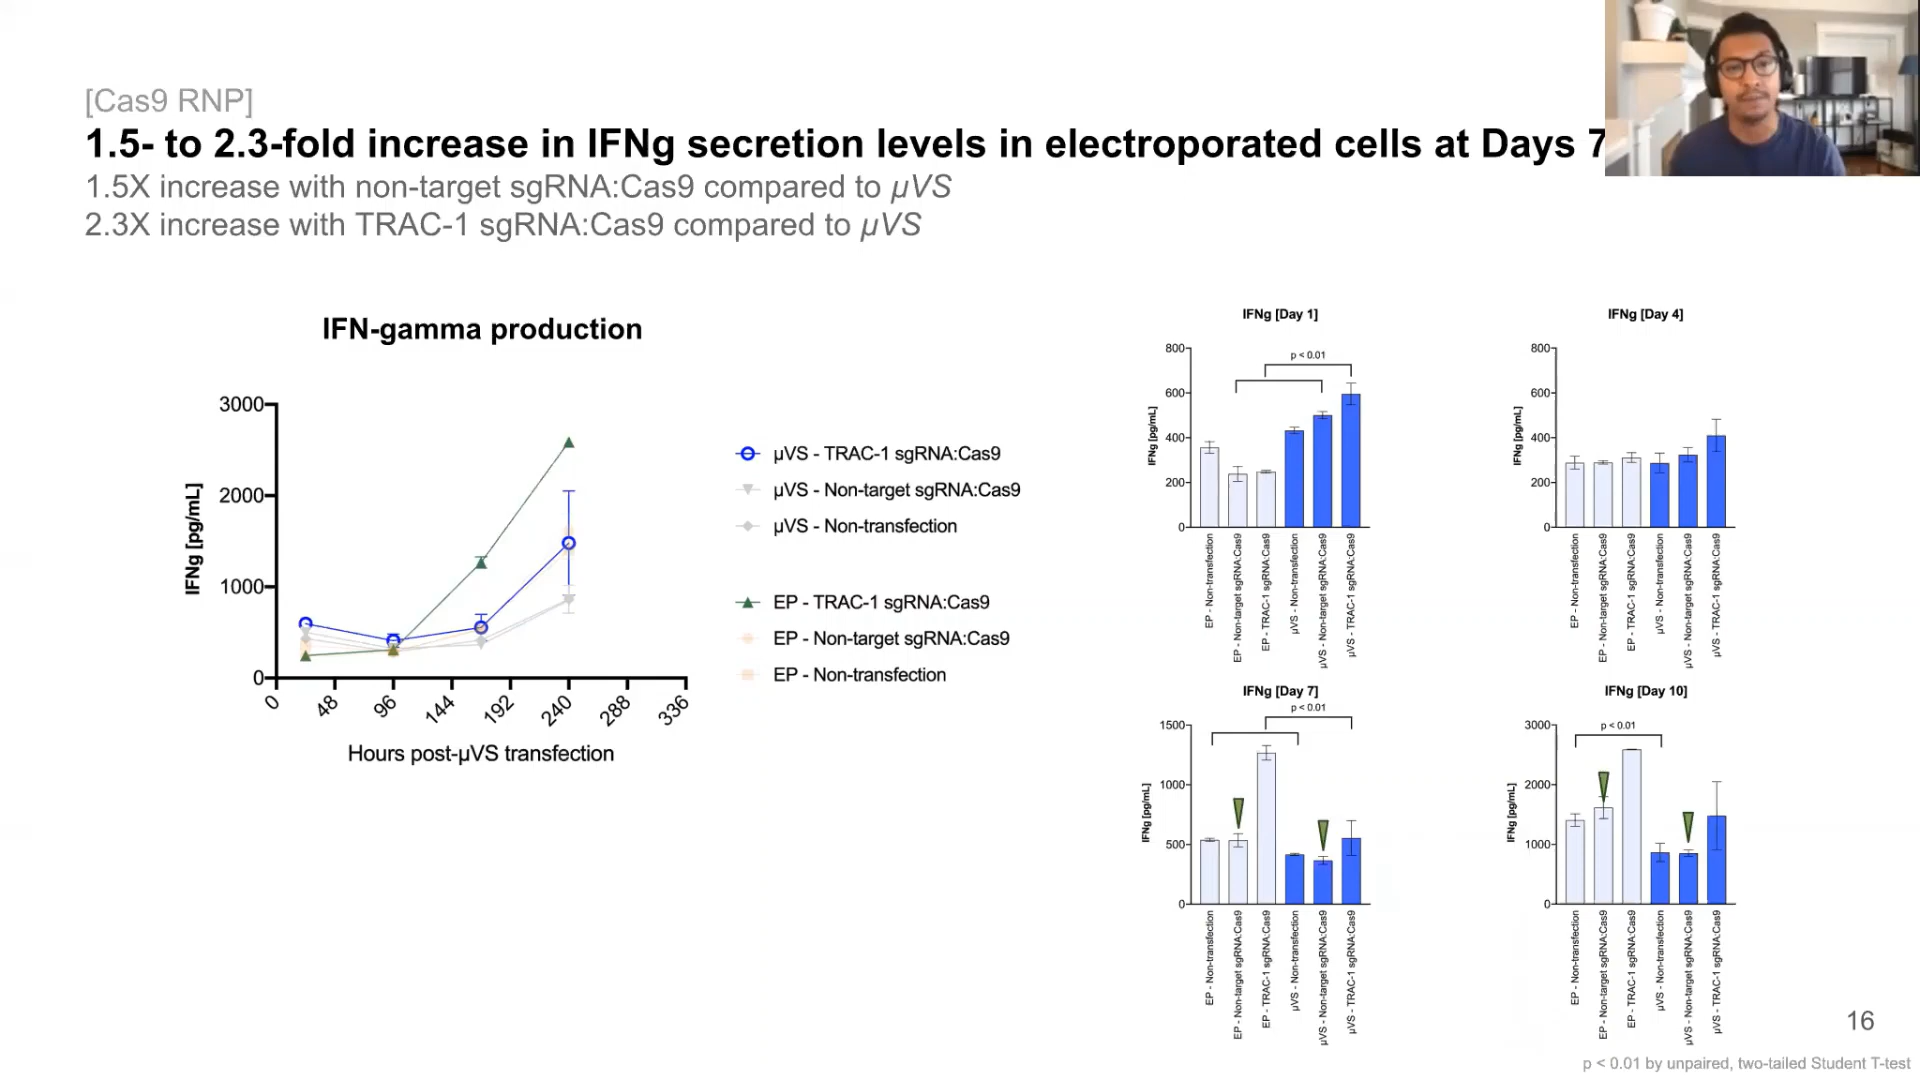 [Cas9 RNP]
1.5- to 2.3-fold increase in IFNg secretion levels in electroporated cells at Days 7
1.5X increase with non-target sgRNA:Cas9 compared to µVS
2.3X increase with TRAC-1 sgRNA:Cas9 compared to µVS
IFN-gamma production
3000
2000
1000
0
IFNg [pg/mL]
0
48
96
144
192
240
288
336
Hours post-µVS transfection
µVS - TRAC-1 sgRNA:Cas9
µVS - Non-target sgRNA:Cas9
µVS - Non-transfection
EP - TRAC-1 sgRNA:Cas9
EP - Non-target sgRNA:Cas9
EP - Non-transfection
IFNg [Day 1]
p < 0.01
800
600
400
200
0
IFNg [pg/mL]
EP - Non-transfection
EP - Non-target sgRNA:Cas9
EP - TRAC-1 sgRNA:Cas9
µVS - Non-transfection
µVS - Non-target sgRNA:Cas9
µVS - TRAC-1 sgRNA:Cas9
IFNg [Day 4]
800
600
400
200
0
IFNg [pg/mL]
EP - Non-transfection
EP - Non-target sgRNA:Cas9
EP - TRAC-1 sgRNA:Cas9
µVS - Non-transfection
µVS - Non-target sgRNA:Cas9
µVS - TRAC-1 sgRNA:Cas9
IFNg [Day 7]
p < 0.01
1500
1000
500
0
IFNg [pg/mL]
EP - Non-transfection
EP - Non-target sgRNA:Cas9
EP - TRAC-1 sgRNA:Cas9
µVS - Non-transfection
µVS - Non-target sgRNA:Cas9
µVS - TRAC-1 sgRNA:Cas9
IFNg [Day 10]
p < 0.01
3000
2000
1000
0
IFNg [pg/mL]
EP - Non-transfection
EP - Non-target sgRNA:Cas9
EP - TRAC-1 sgRNA:Cas9
µVS - Non-transfection
µVS - Non-target sgRNA:Cas9
µVS - TRAC-1 sgRNA:Cas9
16
p < 0.01 by unpaired, two-tailed Student T-test